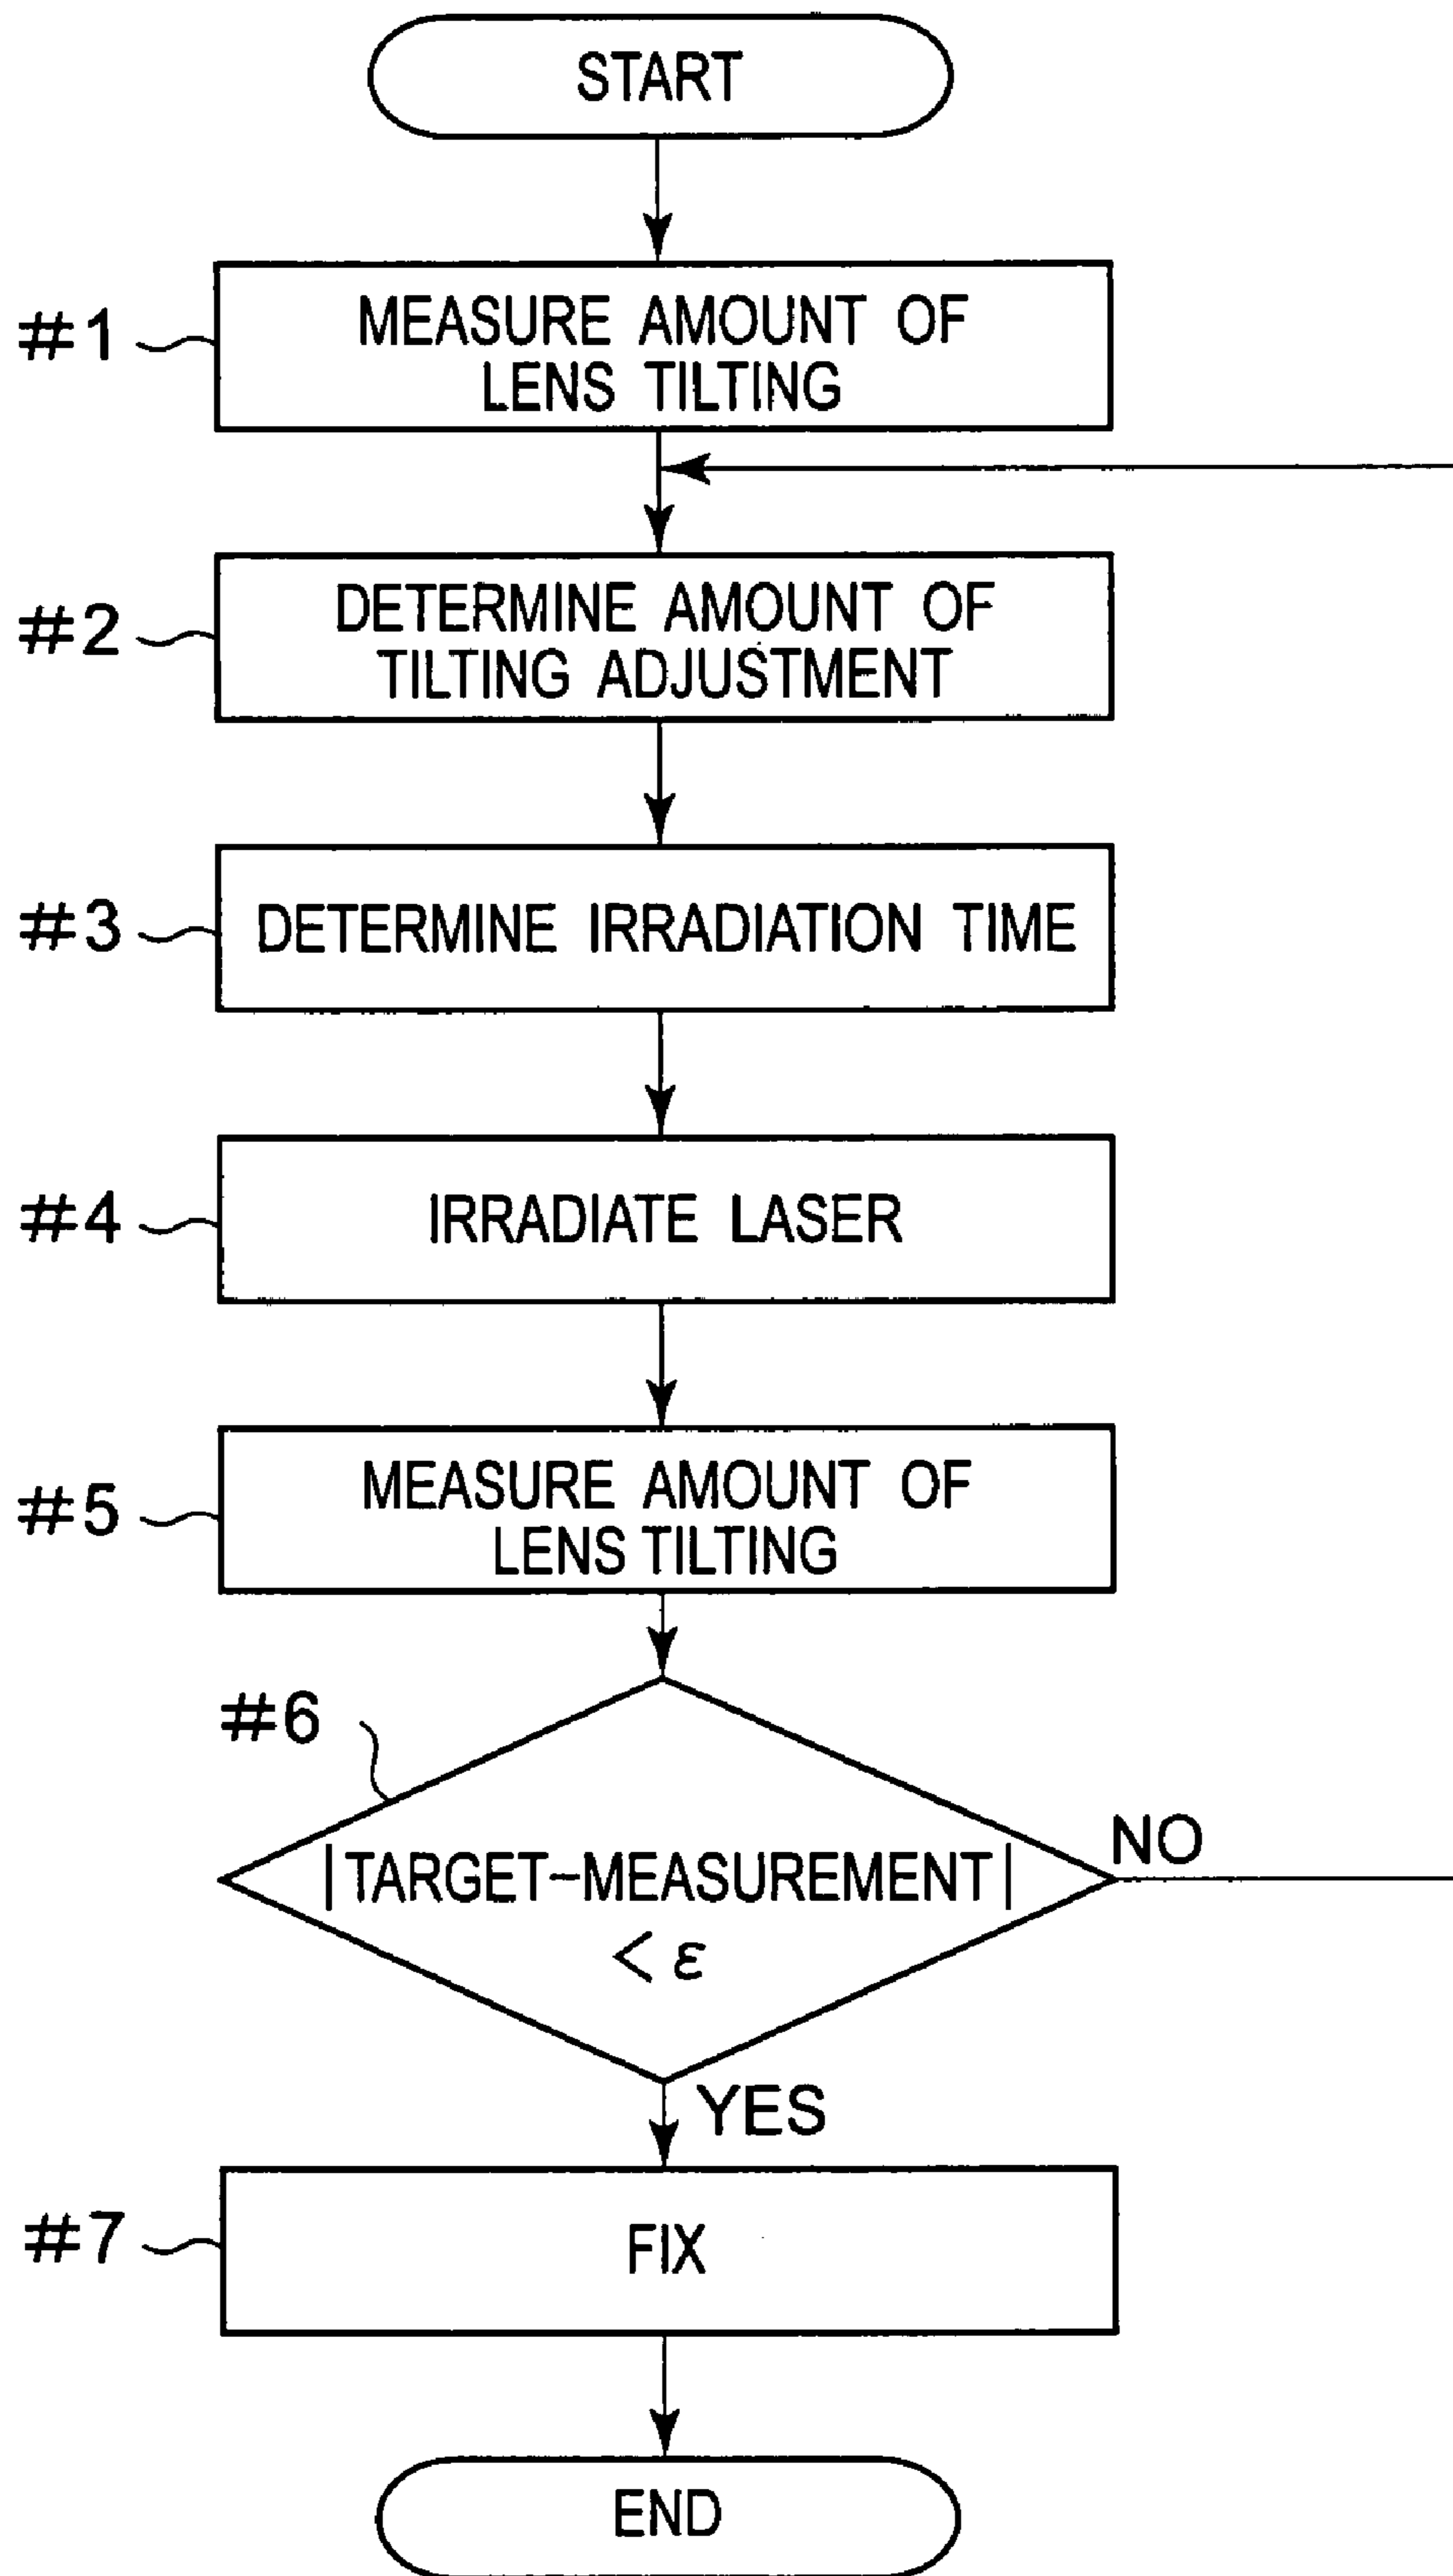 START
#1
MEASURE AMOUNT OF
LENS TILTING
#2
DETERMINE AMOUNT OF
TILTING ADJUSTMENT
#3
DETERMINE IRRADIATION TIME
#4
IRRADIATE LASER
#5
MEASURE AMOUNT OF
LENS TILTING
#6
|TARGET-MEASUREMENT|
< ε
NO
YES
#7
FIX
END